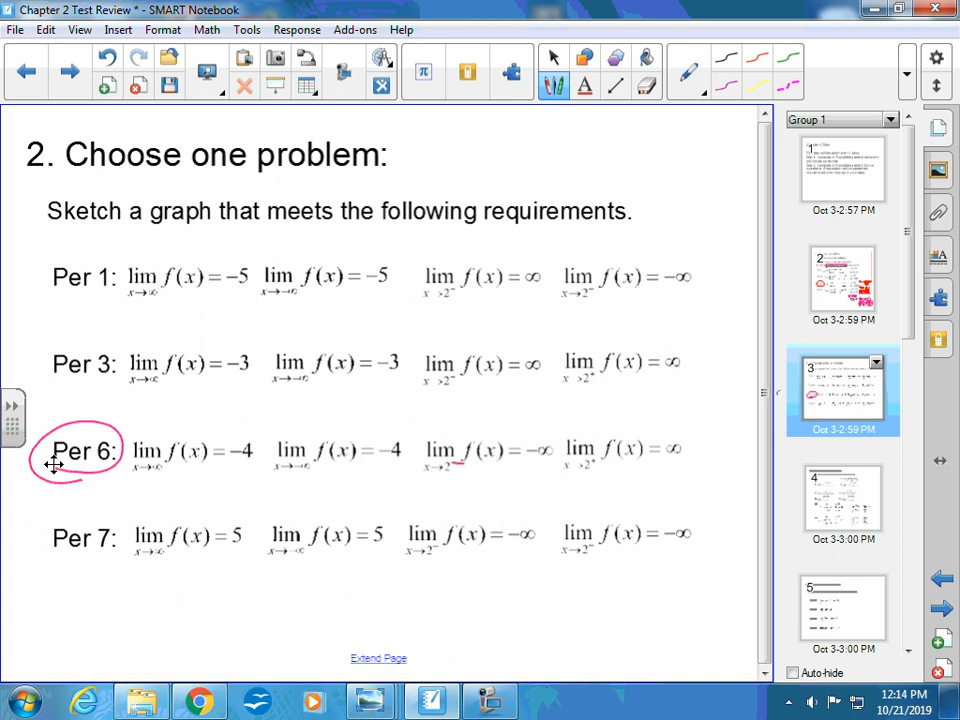 Chapter 2 Test Review * - SMART Notebook
File Edit View Insert Format Math Tools Response Add-ons Help
π
A
Group 1
2. Choose one problem:
Sketch a graph that meets the following requirements.
Per 1: lim x→∞ f(x) = −5 lim x→−∞ f(x) = −5 lim x→2⁻ f(x) = ∞ lim f(x) = −∞
Per 3: lim x→∞ f(x) = −3 lim x→−∞ f(x) = −3 lim x→2⁻ f(x) = ∞ lim x→2⁺ f(x) = ∞
Per 6: lim x→∞ f(x) = −4 lim x→−∞ f(x) = −4 lim x→2⁻ f(x) = −∞ lim x→2⁺ f(x) = ∞
Per 7: lim x→∞ f(x) = 5 lim x→−∞ f(x) = 5 lim x→2⁻ f(x) = −∞ lim f(x) = −∞
Extend Page
1
Oct 3-2:57 PM
2
Oct 3-2:59 PM
3
Oct 3-2:59 PM
4
Oct 3-3:00 PM
5
Oct 3-3:00 PM
Auto-hide
12:14 PM
10/21/2019